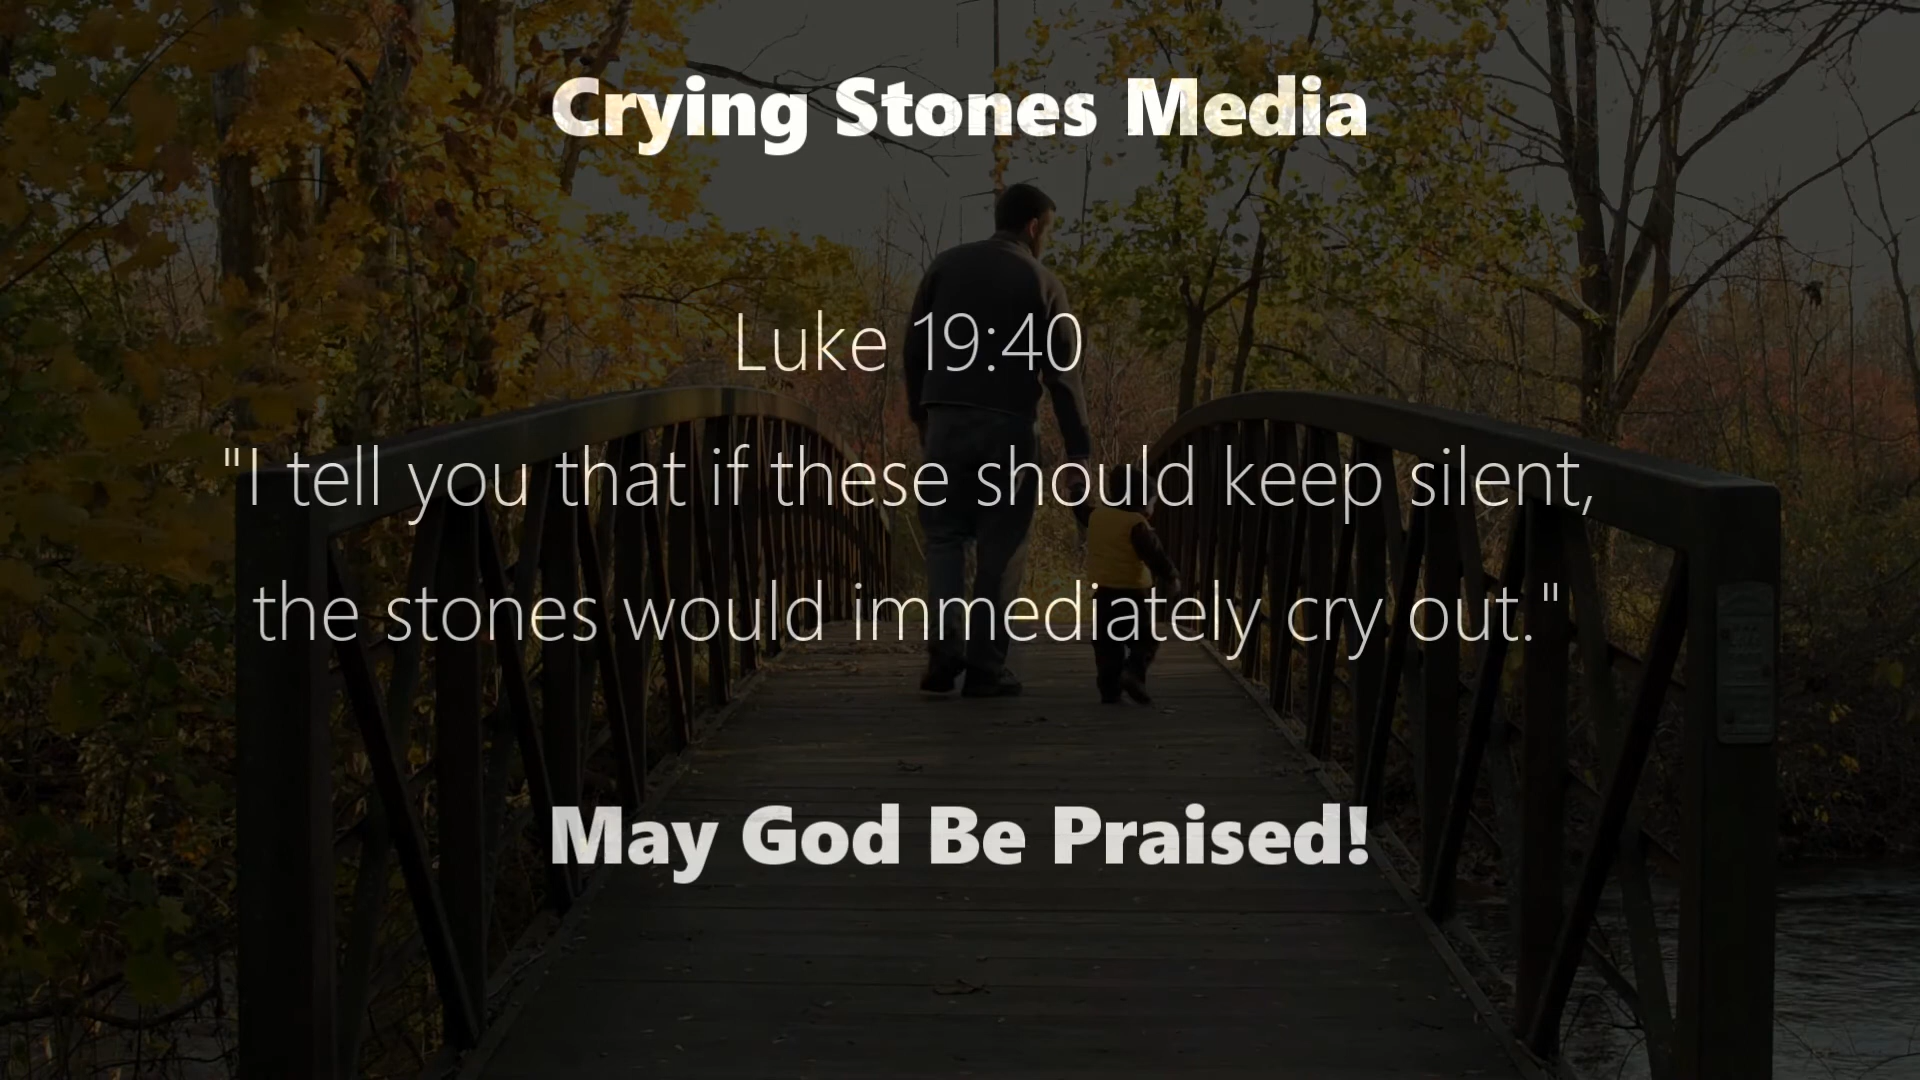 Crying Stones Media
Luke 19:40
"I tell you that if these should keep silent,
the stones would immediately cry out."
May God Be Praised!